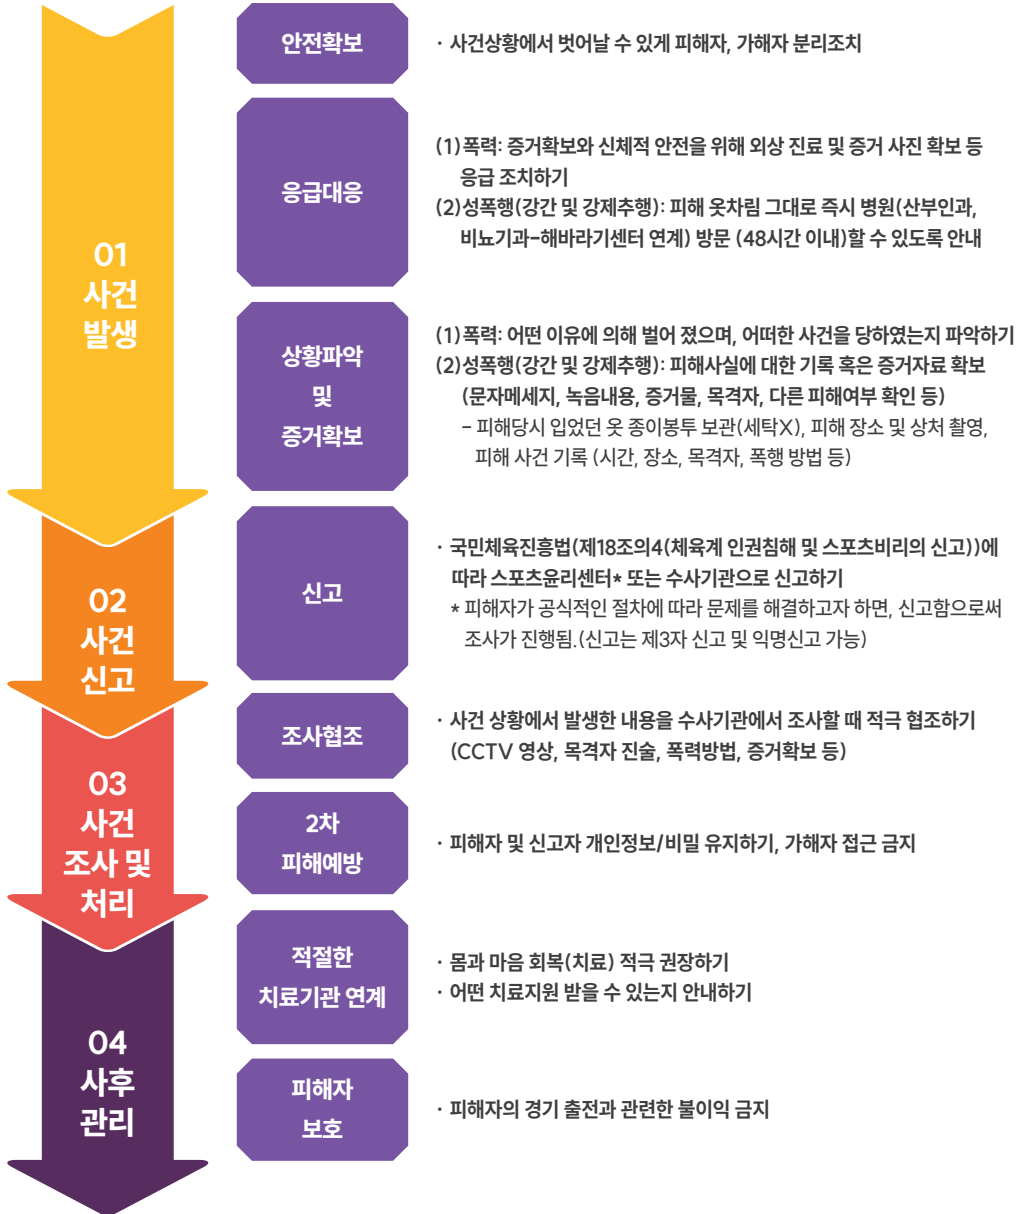 01
사건
발생
안전확보
· 사건상황에서 벗어날 수 있게 피해자, 가해자 분리조치
응급대응
(1)폭력: 증거확보와 신체적 안전을 위해 외상 진료 및 증거 사진 확보 등
응급 조치하기
(2)성폭행(강간 및 강제추행): 피해 옷차림 그대로 즉시 병원(산부인과,
비뇨기과-해바라기센터 연계) 방문 (48시간 이내)할 수 있도록 안내
상황파악
및
증거확보
(1)폭력: 어떤 이유에 의해 벌어 졌으며, 어떠한 사건을 당하였는지 파악하기
(2)성폭행(강간 및 강제추행): 피해사실에 대한 기록 혹은 증거자료 확보
(문자메세지, 녹음내용, 증거물, 목격자, 다른 피해여부 확인 등)
- 피해당시 입었던 옷 종이봉투 보관(세탁X), 피해 장소 및 상처 촬영,
피해 사건 기록 (시간, 장소, 목격자, 폭행 방법 등)
02
사건
신고
신고
· 국민체육진흥법(제18조의4(체육계 인권침해 및 스포츠비리의 신고))에
따라 스포츠윤리센터* 또는 수사기관으로 신고하기
* 피해자가 공식적인 절차에 따라 문제를 해결하고자 하면, 신고함으로써
조사가 진행됨.(신고는 제3자 신고 및 익명신고 가능)
03
사건
조사 및
처리
조사협조
· 사건 상황에서 발생한 내용을 수사기관에서 조사할 때 적극 협조하기
(CCTV 영상, 목격자 진술, 폭력방법, 증거확보 등)
2차
피해예방
· 피해자 및 신고자 개인정보/비밀 유지하기, 가해자 접근 금지
04
사후
관리
적절한
치료기관 연계
· 몸과 마음 회복(치료) 적극 권장하기
· 어떤 치료지원 받을 수 있는지 안내하기
피해자
보호
· 피해자의 경기 출전과 관련한 불이익 금지